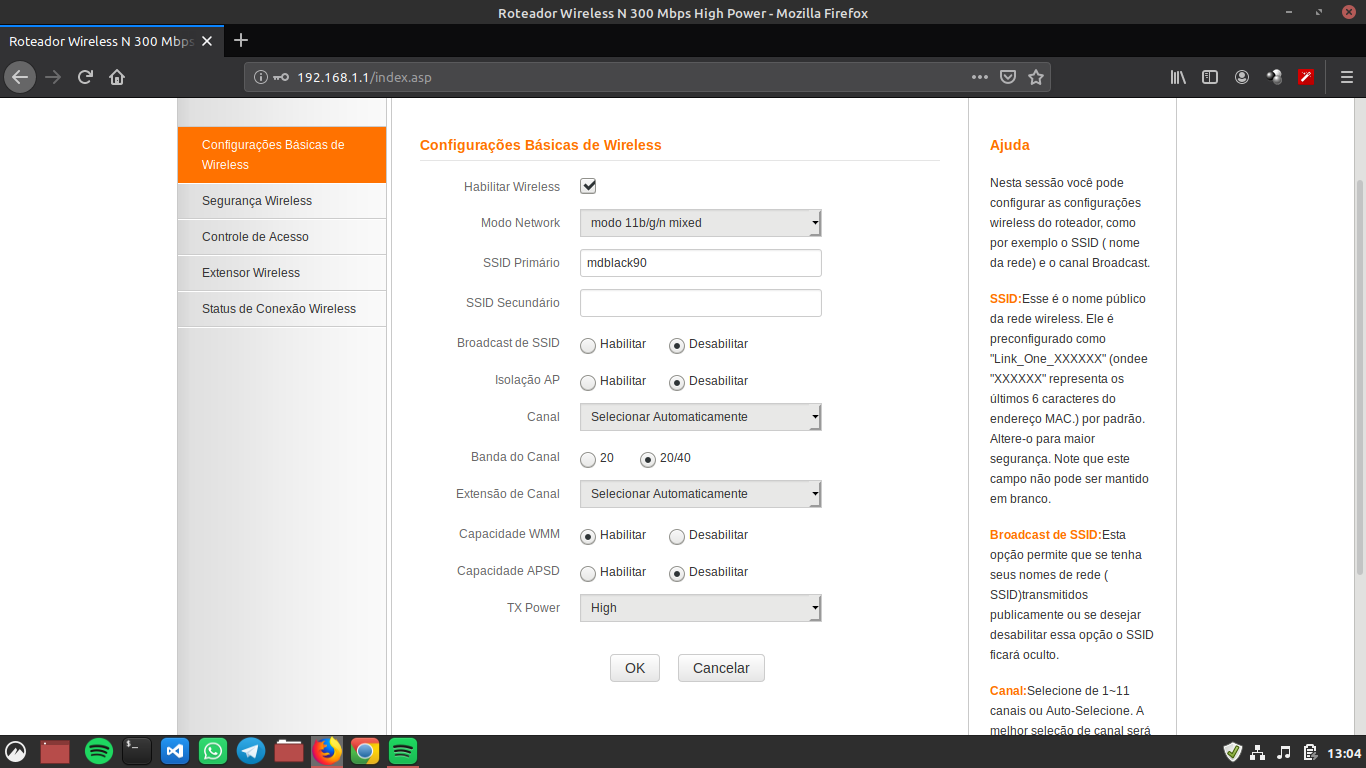 Roteador Wireless N 300 Mbps High Power - Mozilla Firefox
Roteador Wireless N 300 Mbps
192.168.1.1/index.asp
Configurações Básicas de
Wireless
Segurança Wireless
Controle de Acesso
Extensor Wireless
Status de Conexão Wireless
Configurações Básicas de Wireless
Habilitar Wireless
Modo Network modo 11b/g/n mixed
SSID Primário mdblack90
SSID Secundário
Broadcast de SSID Habilitar Desabilitar
Isolação AP Habilitar Desabilitar
Canal Selecionar Automaticamente
Banda do Canal 20 20/40
Extensão de Canal Selecionar Automaticamente
Capacidade WMM Habilitar Desabilitar
Capacidade APSD Habilitar Desabilitar
TX Power High
OK Cancelar
Ajuda
Nesta sessão você pode
configurar as configurações
wireless do roteador, como
por exemplo o SSID ( nome
da rede) e o canal Broadcast.
SSID:Esse é o nome público
da rede wireless. Ele é
preconfigurado como
"Link_One_XXXXXX" (ondee
"XXXXXX" representa os
últimos 6 caracteres do
endereço MAC.) por padrão.
Altere-o para maior
segurança. Note que este
campo não pode ser mantido
em branco.
Broadcast de SSID:Esta
opção permite que se tenha
seus nomes de rede (
SSID)transmitidos
publicamente ou se desejar
desabilitar essa opção o SSID
ficará oculto.
Canal:Selecione de 1~11
canais ou Auto-Selecione. A
melhor seleção de canal será
13:04